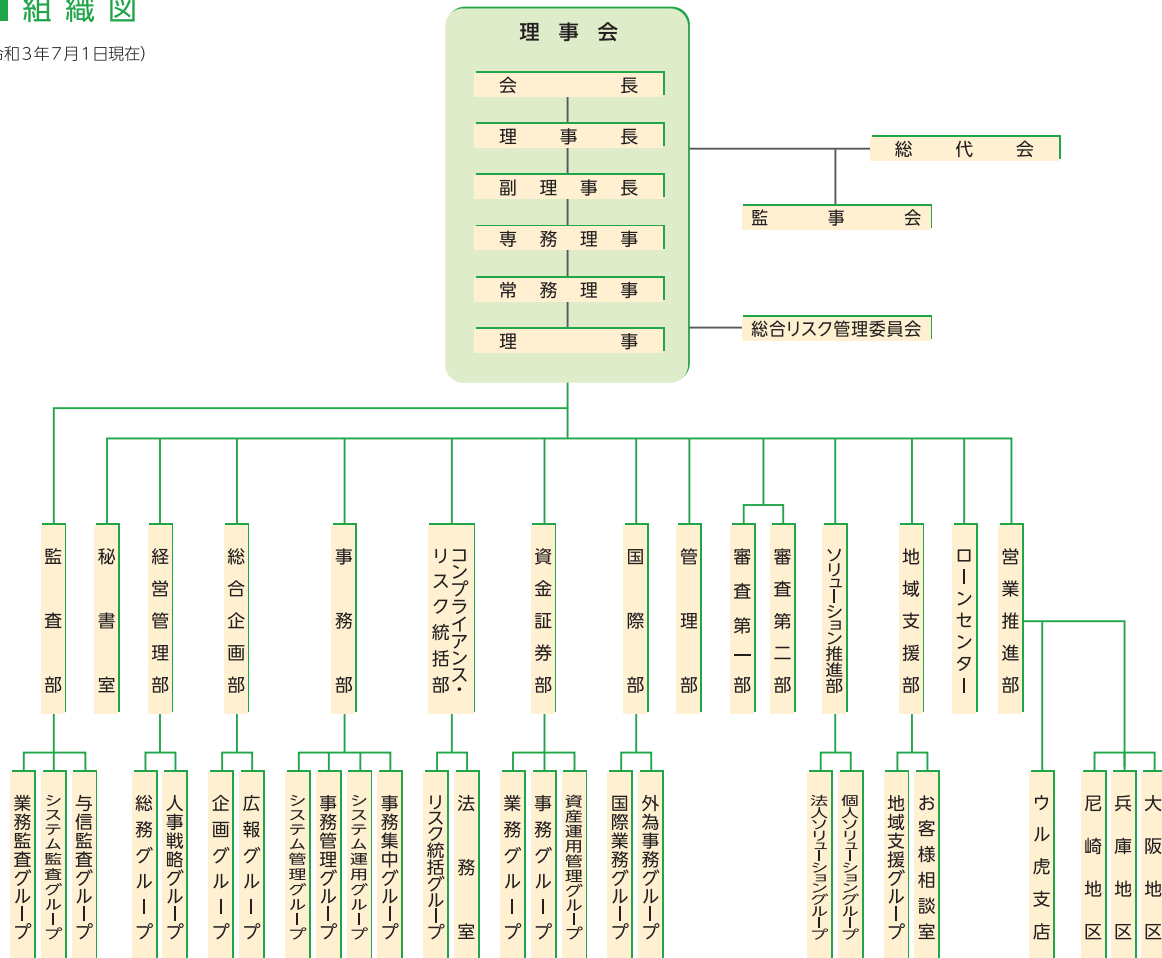 組織図
令和3年7月1日現在)
理事会
会長
理事長
副理事長
専務理事
常務理事
理事
総代会
監事会
総合リスク管理委員会
監査部
秘書室
経営管理部
総合企画部
事務部
コンプライアンス・
リスク統括部
資金証券部
国際部
管理部
審査第一部
審査第二部
ソリューション推進部
地域支援部
ローンセンター
営業推進部
業務監査グループ
システム監査グループ
与信監査グループ
総務グループ
人事戦略グループ
企画グループ
広報グループ
システム管理グループ
事務管理グループ
システム運用グループ
事務集中グループ
リスク統括グループ
法務室
業務グループ
事務グループ
資産運用管理グループ
国際業務グループ
外為事務グループ
法人ソリューショングループ
個人ソリューショングループ
地域支援グループ
お客様相談室
ウル虎支店
尼崎地区
兵庫地区
大阪地区